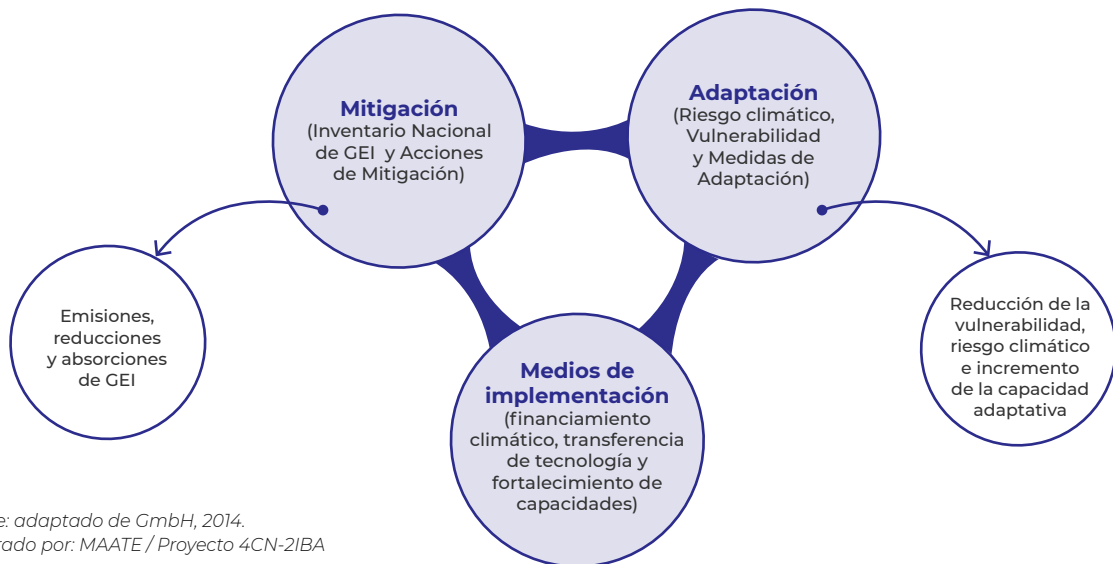 Mitigación
(Inventario Nacional
de GEI y Acciones
de Mitigación)
Adaptación
(Riesgo climático,
Vulnerabilidad
y Medidas de
Adaptación)
Emisiones,
reducciones
y absorciones
de GEI
Reducción de la
vulnerabilidad,
riesgo climático
e incremento
de la capacidad
adaptativa
Medios de
implementación
(financiamiento
climático, transferencia
de tecnología y
fortalecimiento de
capacidades)
adaptado de GmbH, 2014.
por: MAATE / Proyecto 4CN-2IBA